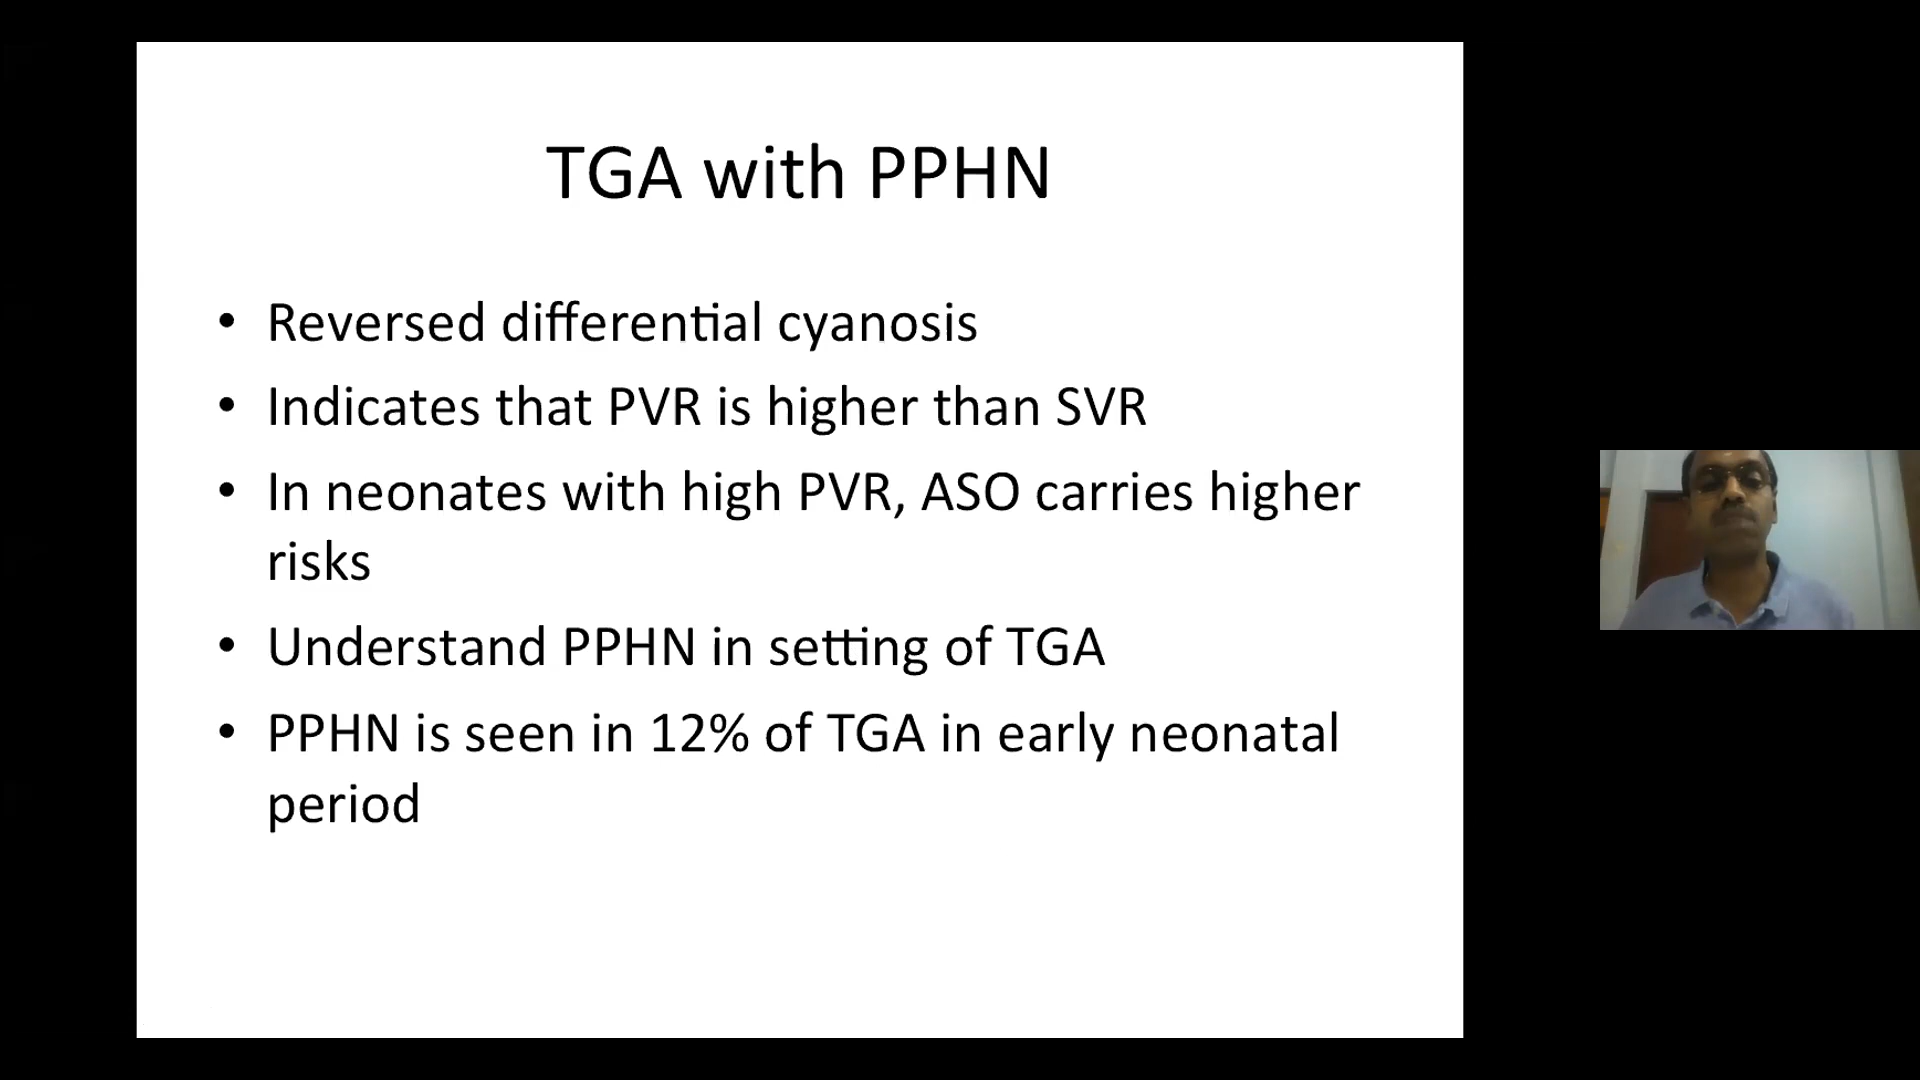 TGA with PPHN
• Reversed differential cyanosis
• Indicates that PVR is higher than SVR
• In neonates with high PVR, ASO carries higher
risks
• Understand PPHN in setting of TGA
• PPHN is seen in 12% of TGA in early neonatal
period